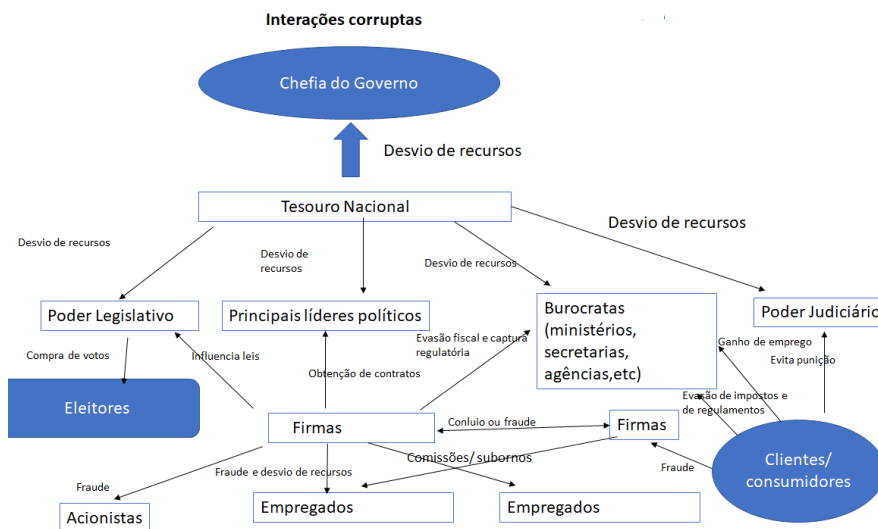 Interações corruptas
Chefia do Governo
Desvio de recursos
Tesouro Nacional
Desvio de recursos
Desvio de recursos
Desvio de
recursos
Desvio de recursos
Poder Legislativo
Principais líderes políticos
Burocratas
(ministérios,
secretarias,
agências,etc)
Poder Judiciário
Compra de votos
Influencia leis
Evasão fiscal e captura
regulatória
Ganho de emprego
Evita punição
Obtenção de contratos
Eleitores
Evasão de impostos e
de regulamentos
Firmas
Conluio ou fraude
Firmas
Clientes/
consumidores
Comissões/ subornos
Fraude e desvio de recursos
Fraude
Fraude
Acionistas
Empregados
Empregados